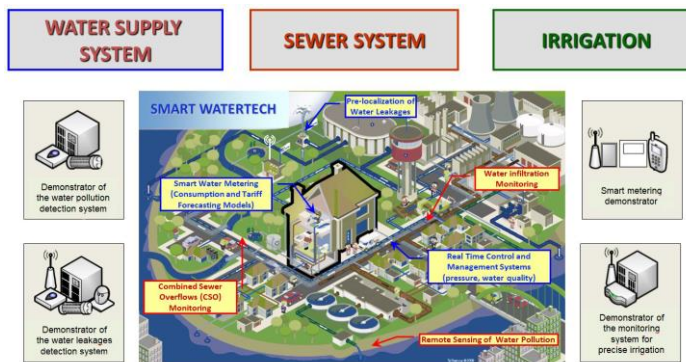 WATER SUPPLY
SYSTEM
SEWER SYSTEM
IRRIGATION
SMART WATERTECH
Pre-localization of
Water Leakages
Demonstrator of
the water pollution
detection system
Smart Water Metering
(Consumption and Tariff
Forecasting Models)
Water infiltration
Monitoring
Smart metering
demonstrator
Real Time Control and
Management Systems
(pressure, water quality)
Combined Sewer
Overflows (CSO)
Monitoring
Demonstrator of
the water leakages
detection system
Remote Sensing of Water Pollution
Demonstrator of
the monitoring
system for
precise irrigation